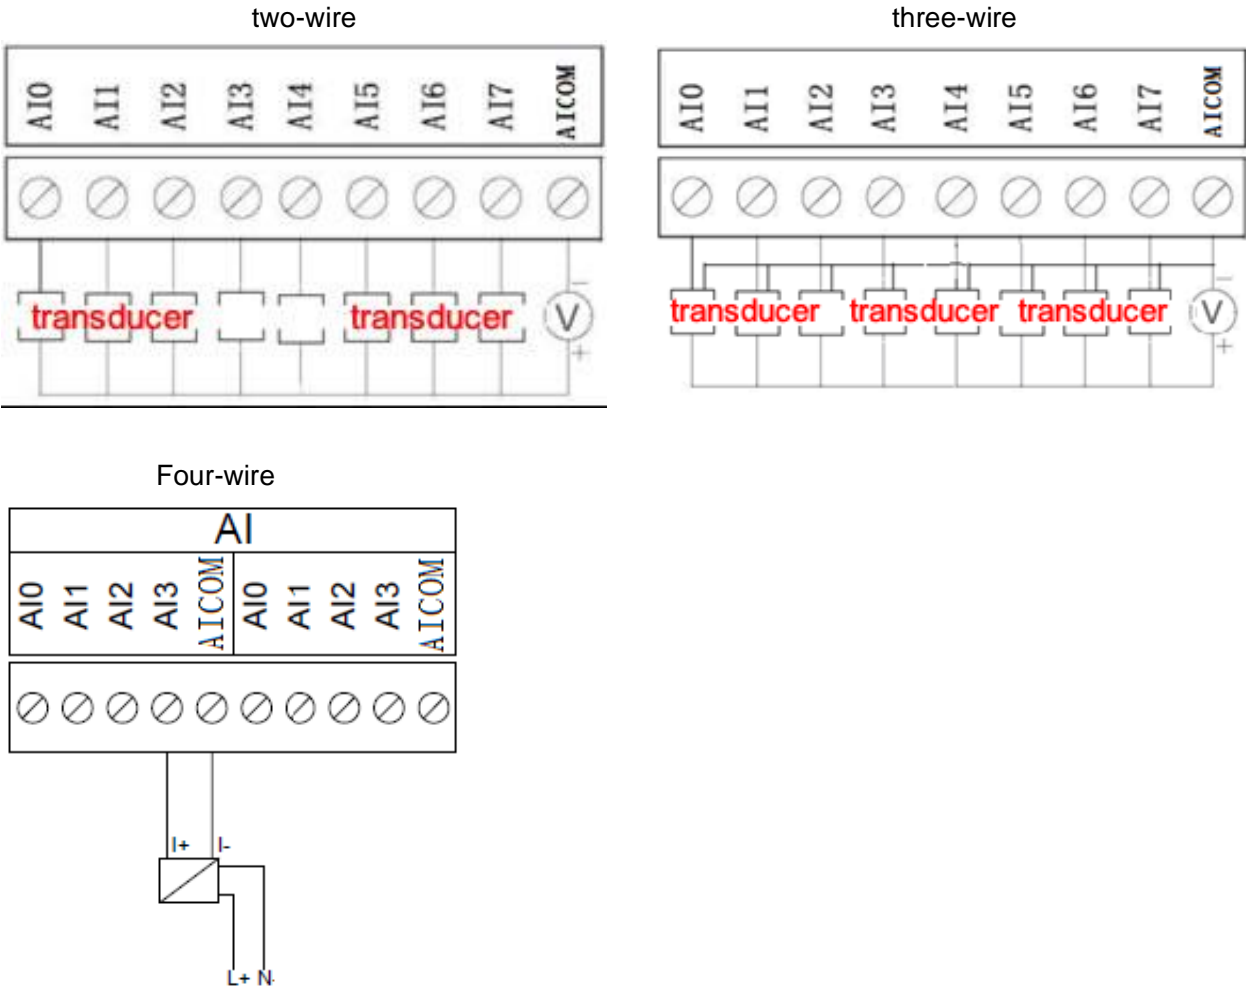 two-wire
AI0 AI1 AI2 AI3 AI4 AI5 AI6 AI7 AICOM
transducer transducer
V
−
+
three-wire
AI0 AI1 AI2 AI3 AI4 AI5 AI6 AI7 AICOM
transducer transducer transducer
V
−
+
Four-wire
AI
AI0 AI1 AI2 AI3 AICOM AI0 AI1 AI2 AI3 AICOM
I+ I-
L+ N